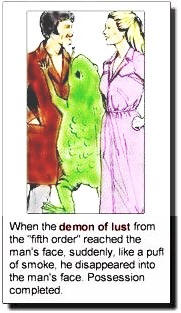 When the demon of lust from
the "fifth order" reached the
man's face, suddenly, like a puff
of smoke, he disappeared into
the man's face. Possession
completed.